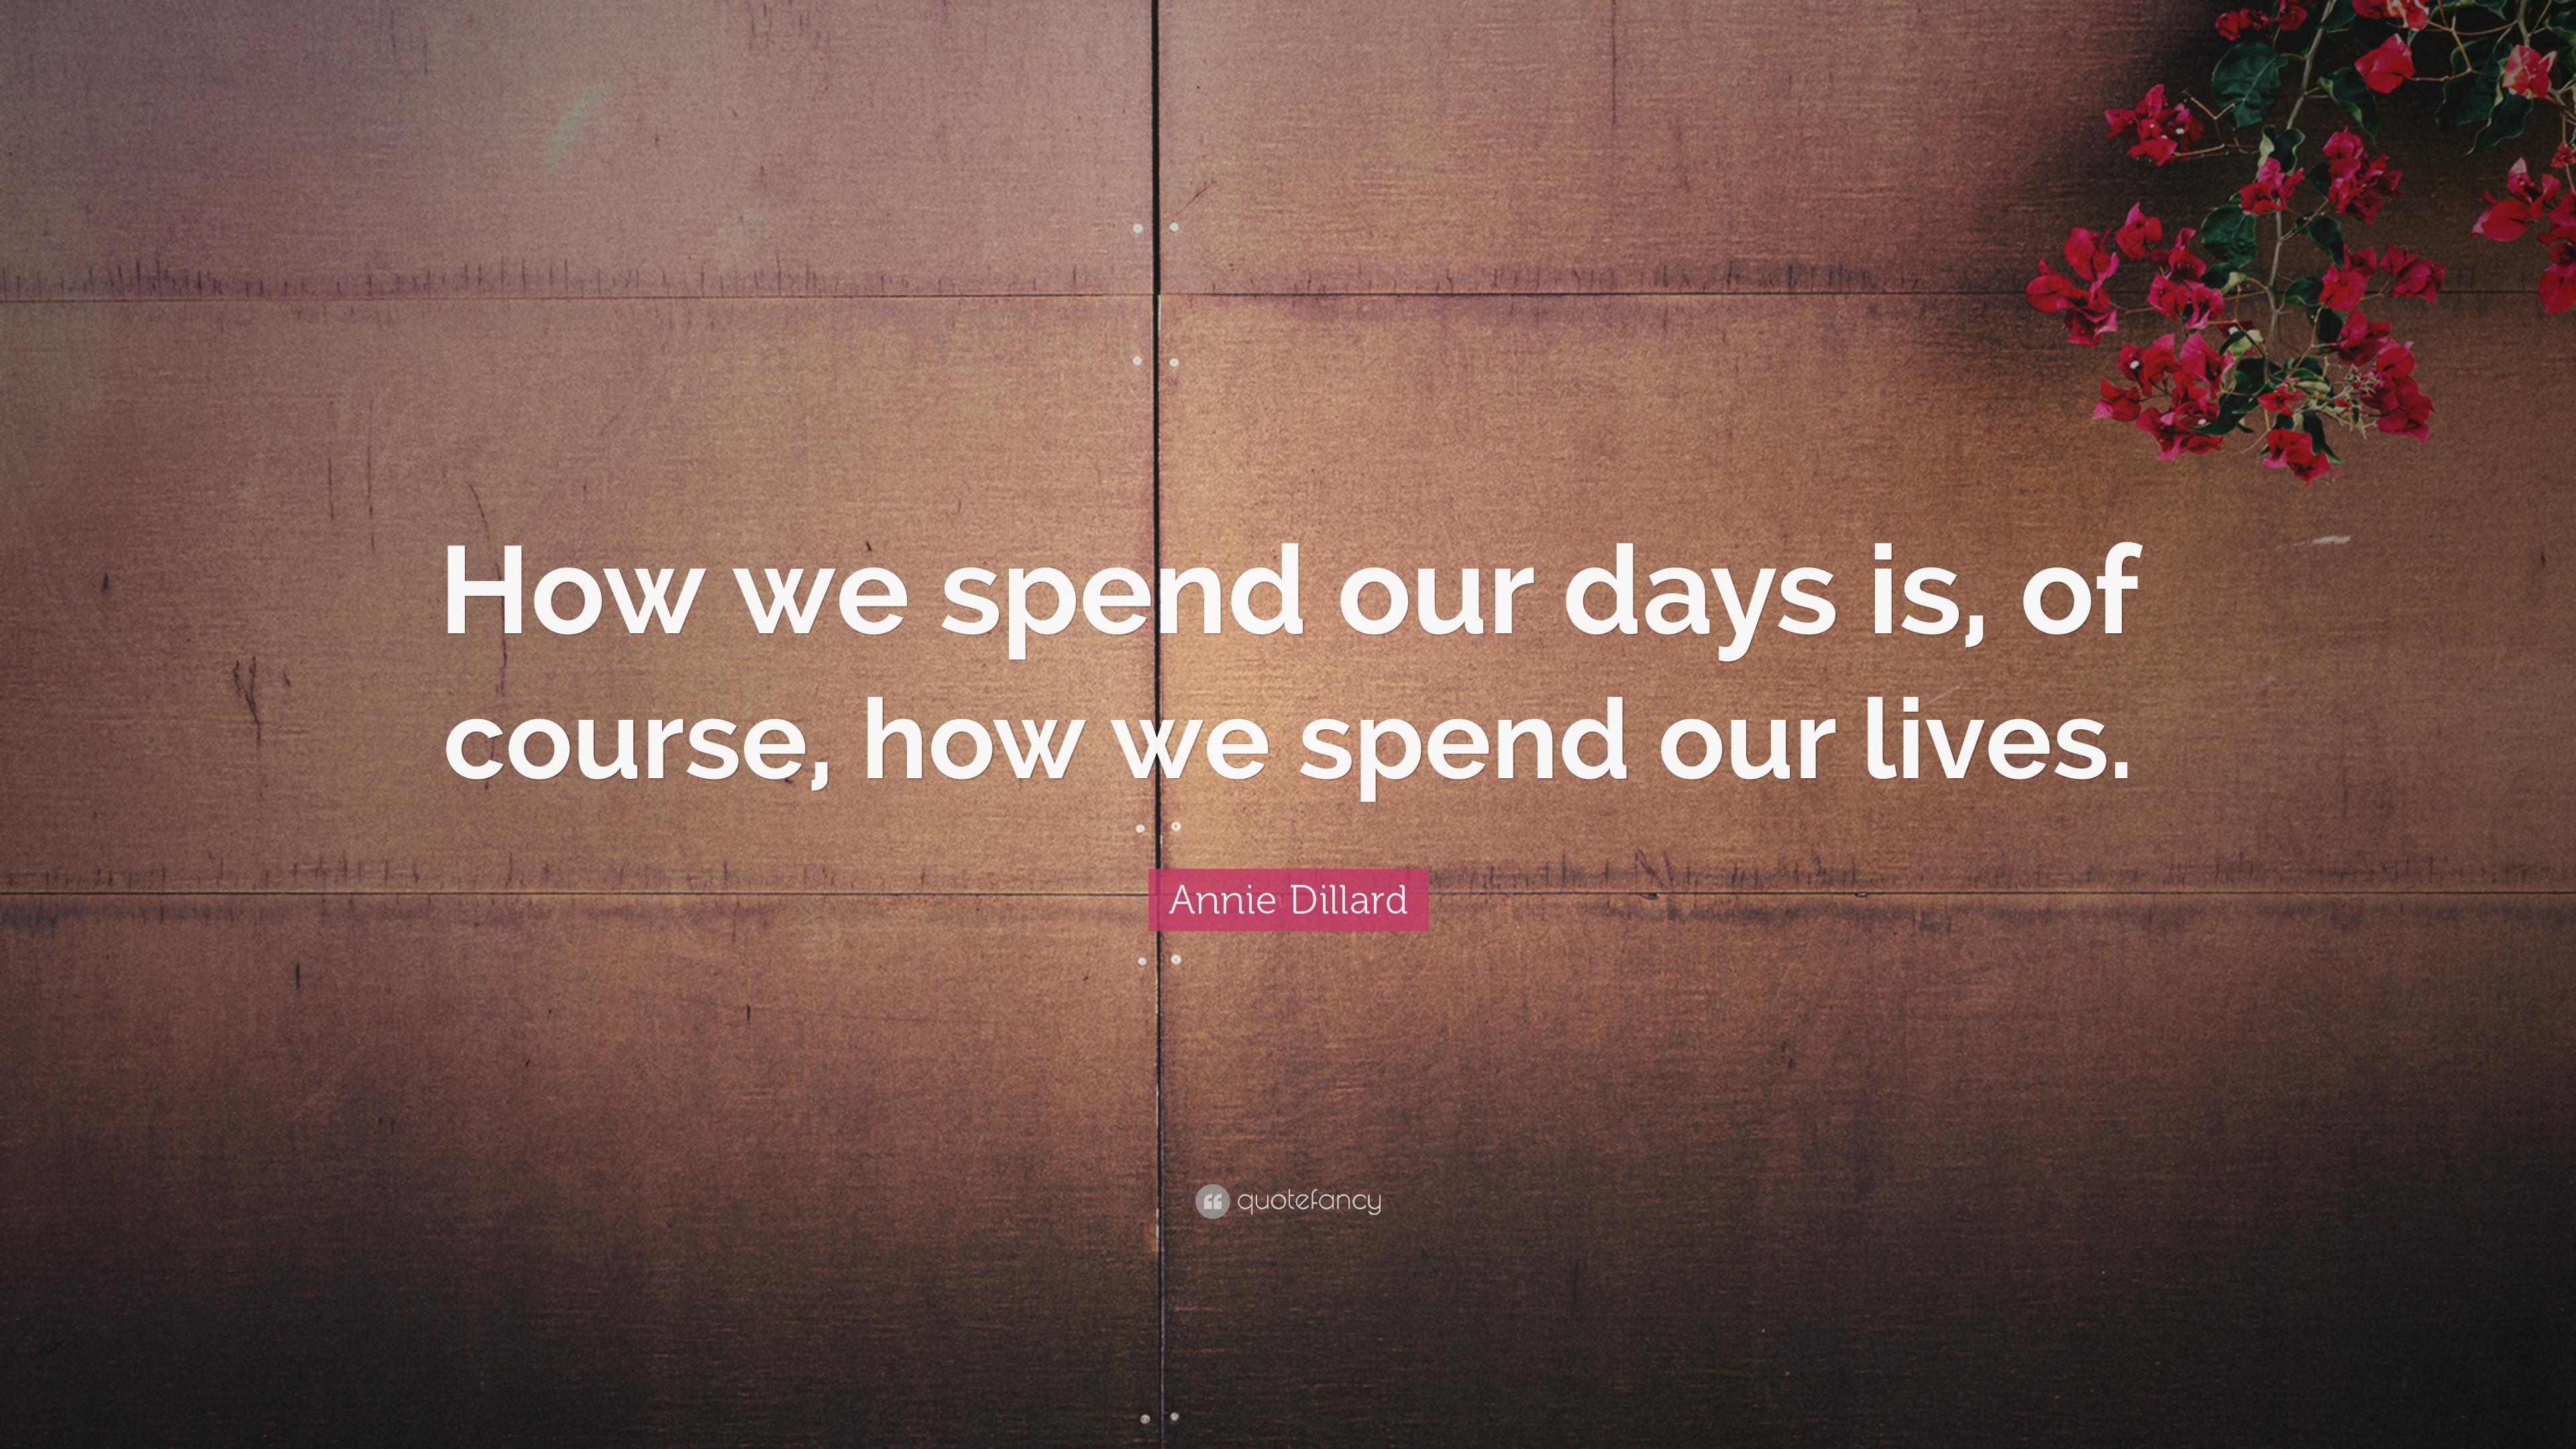 How we spend our days is, of
course, how we spend our lives.
Annie Dillard
quotefancy